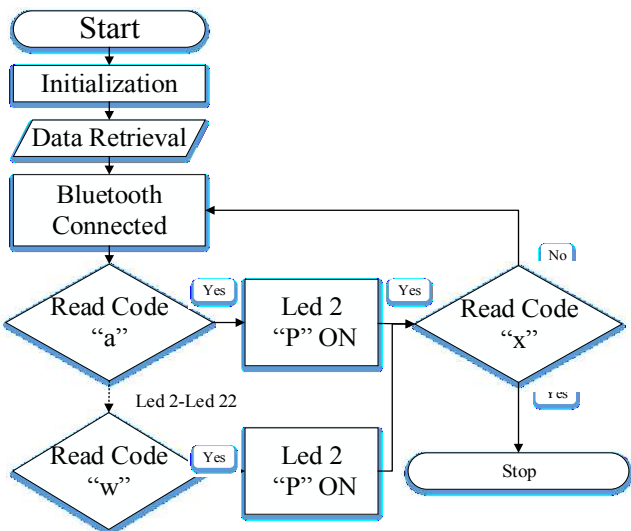 Start
Initialization
Data Retrieval
Bluetooth
Connected
No
Read Code
“a”
Yes
Led 2
“P” ON
Yes
Read Code
“x”
Led 2-Led 22
Yes
Read Code
“w”
Yes
Led 2
“P” ON
Stop